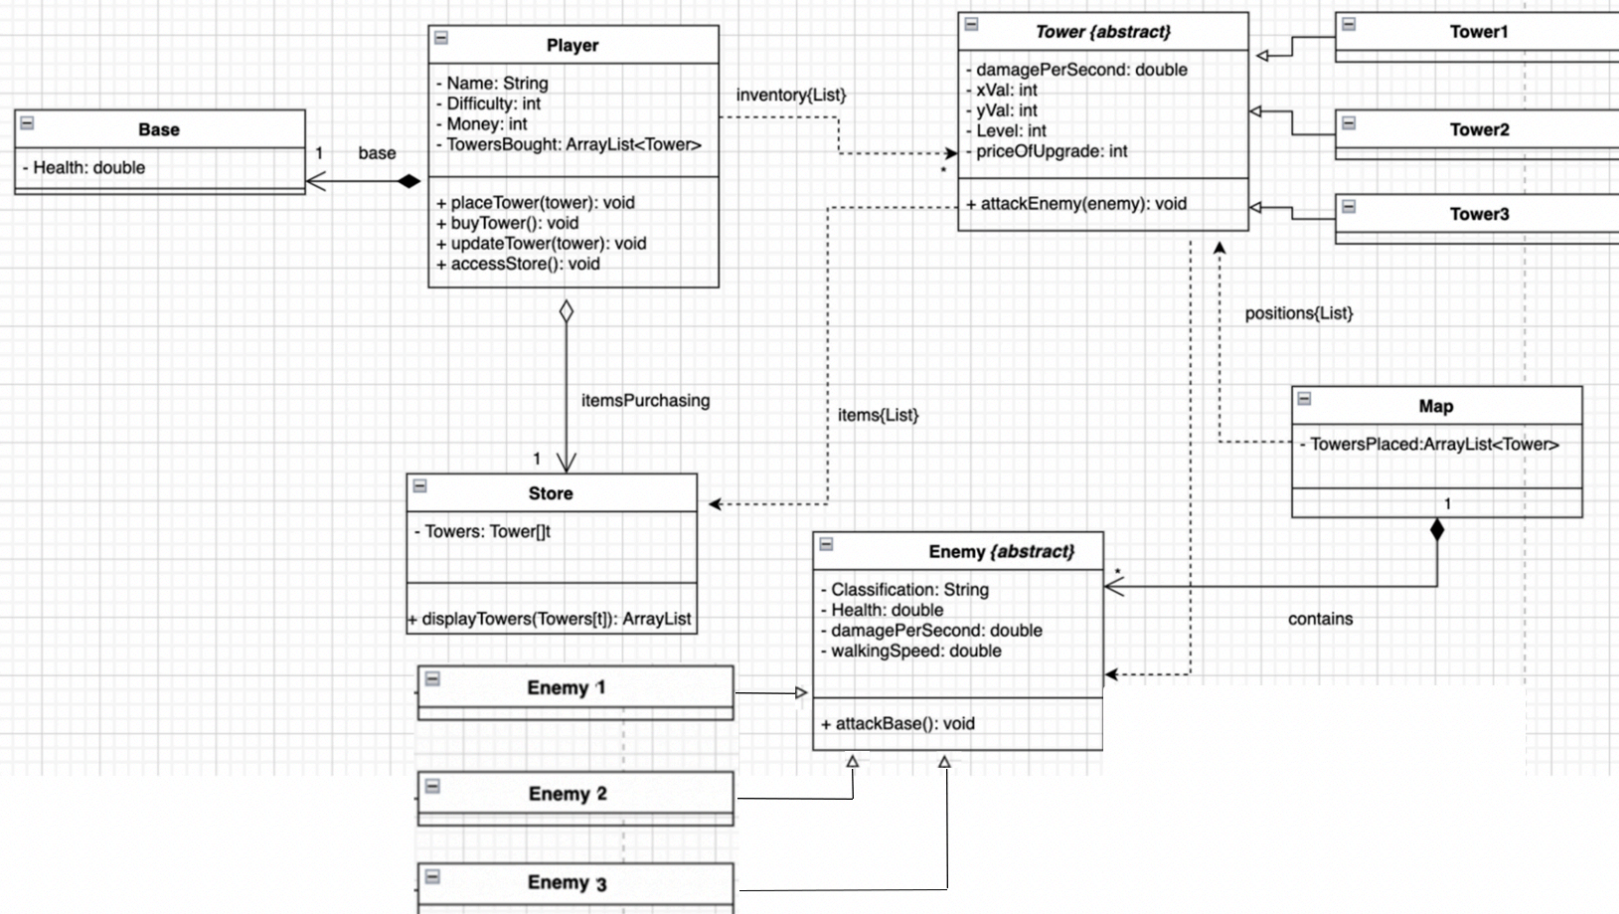 Base
- Health: double
1
base
Player
- Name: String
- Difficulty: int
- Money: int
- TowersBought: ArrayList<Tower>
+ placeTower(tower): void
+ buyTower(): void
+ updateTower(tower): void
+ accessStore(): void
inventory{List}
*
Tower {abstract}
- damagePerSecond: double
- xVal: int
- yVal: int
- Level: int
- priceOfUpgrade: int
+ attackEnemy(enemy): void
Tower1
Tower2
Tower3
positions{List}
itemsPurchasing
1
items{List}
Map
- TowersPlaced:ArrayList<Tower>
1
Store
- Towers: Tower[]t
+ displayTowers(Towers[t]): ArrayList
Enemy {abstract}
- Classification: String
- Health: double
- damagePerSecond: double
- walkingSpeed: double
+ attackBase(): void
*
contains
Enemy 1
Enemy 2
Enemy 3